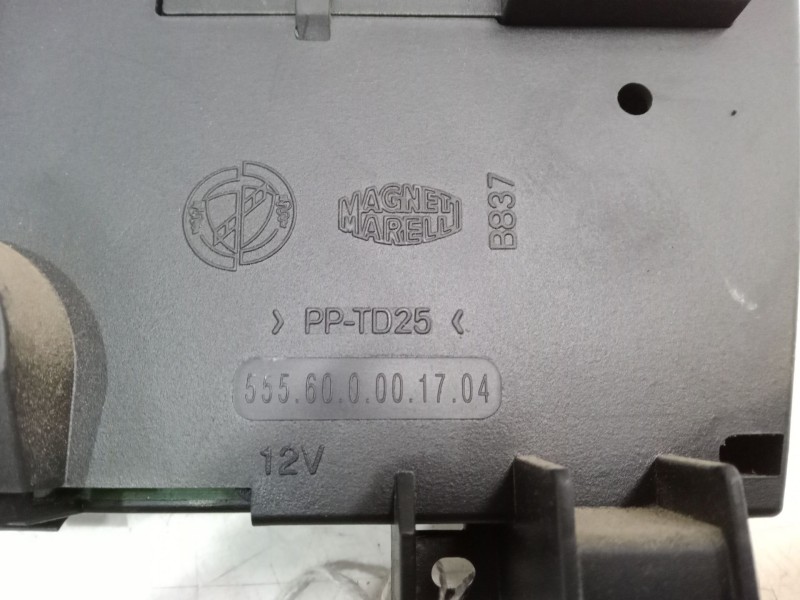 MAGNETI
MARELLI
B837
> PP-TD25 <
555.60.0.00.17.04
12V